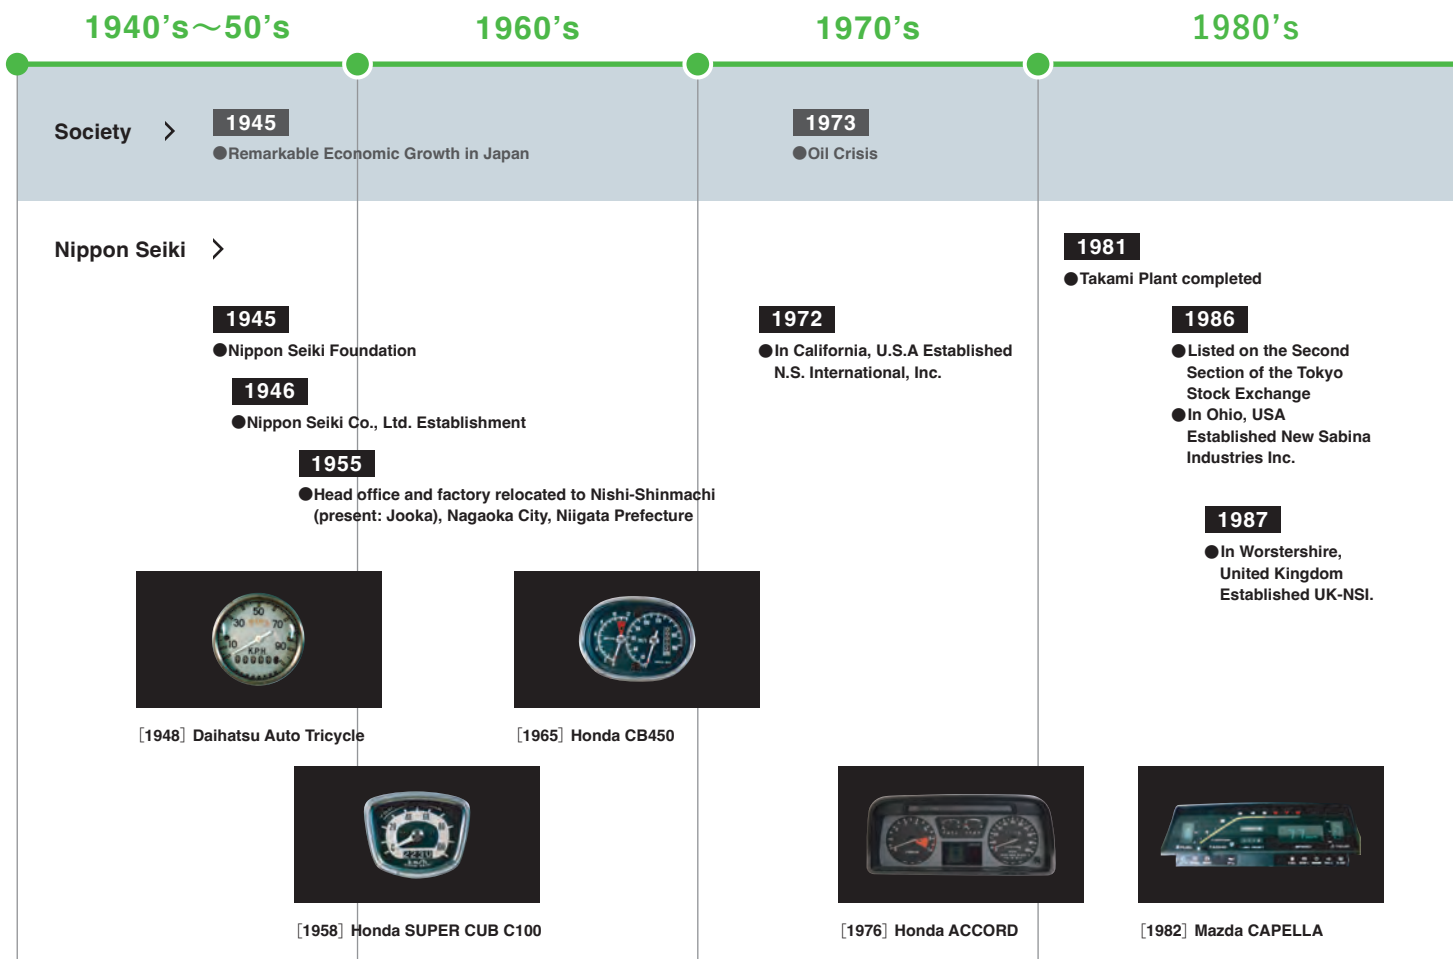 1940's～50's
1960's
1970's
1980's
Society
1945
●Remarkable Economic Growth in Japan
1973
●Oil Crisis
Nippon Seiki
1945
●Nippon Seiki Foundation
1946
●Nippon Seiki Co., Ltd. Establishment
1955
●Head office and factory relocated to Nishi-Shinmachi
(present: Jooka), Nagaoka City, Niigata Prefecture
1972
●In California, U.S.A Established
N.S. International, Inc.
1981
●Takami Plant completed
1986
●Listed on the Second
Section of the Tokyo
Stock Exchange
●In Ohio, USA
Established New Sabina
Industries Inc.
1987
●In Worstershire,
United Kingdom
Established UK-NSI.
10 30 50 70 90
K.P.H
[1948] Daihatsu Auto Tricycle
[1965] Honda CB450
[1958] Honda SUPER CUB C100
[1976] Honda ACCORD
[1982] Mazda CAPELLA